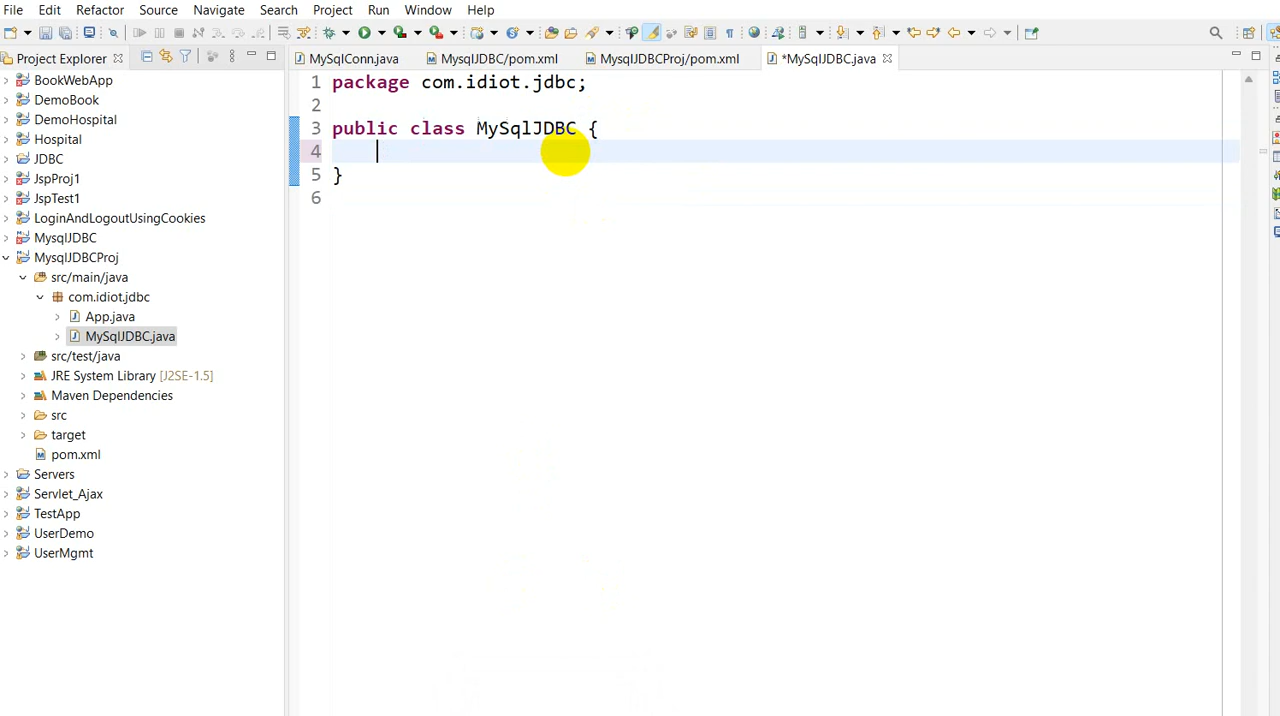 File Edit Refactor Source Navigate Search Project Run Window Help
Project Explorer
MySqlConn.java MysqlJDBC/pom.xml MysqlJDBCProj/pom.xml *MySqlJDBC.java
BookWebApp
DemoBook
DemoHospital
Hospital
JDBC
JspProj1
JspTest1
LoginAndLogoutUsingCookies
MysqlJDBC
MysqlJDBCProj
src/main/java
com.idiot.jdbc
App.java
MySqlJDBC.java
src/test/java
JRE System Library [J2SE-1.5]
Maven Dependencies
src
target
pom.xml
Servers
Servlet_Ajax
TestApp
UserDemo
UserMgmt
1 package com.idiot.jdbc;
2
3 public class MySqlJDBC {
4
5 }
6